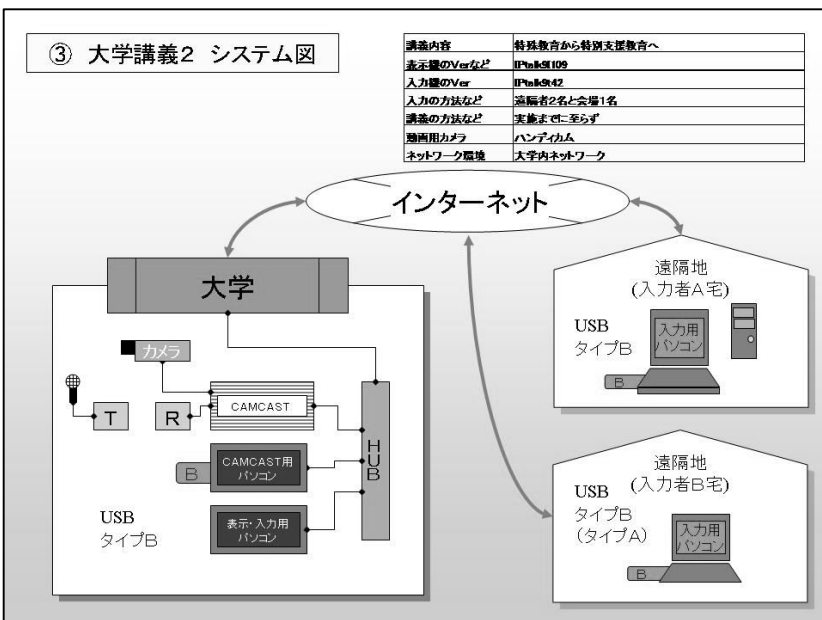 ③ 大学講義2 システム図
講義内容 特殊教育から特別支援教育へ
表示機のVerなど IPtalk9f109
入力機のVer IPtalk9t42
入力の方法など 遠隔者2名と会場1名
講義の方法など 実施までに至らず
動画用カメラ ハンディカム
ネットワーク環境 大学内ネットワーク
インターネット
大学
カメラ
T
R
CAMCAST
HUB
B
CAMCAST用
パソコン
表示・入力用
パソコン
USB
タイプB
遠隔地
(入力者A宅)
USB
タイプB
入力用
パソコン
B
遠隔地
(入力者B宅)
USB
タイプB
(タイプA)
入力用
パソコン
B